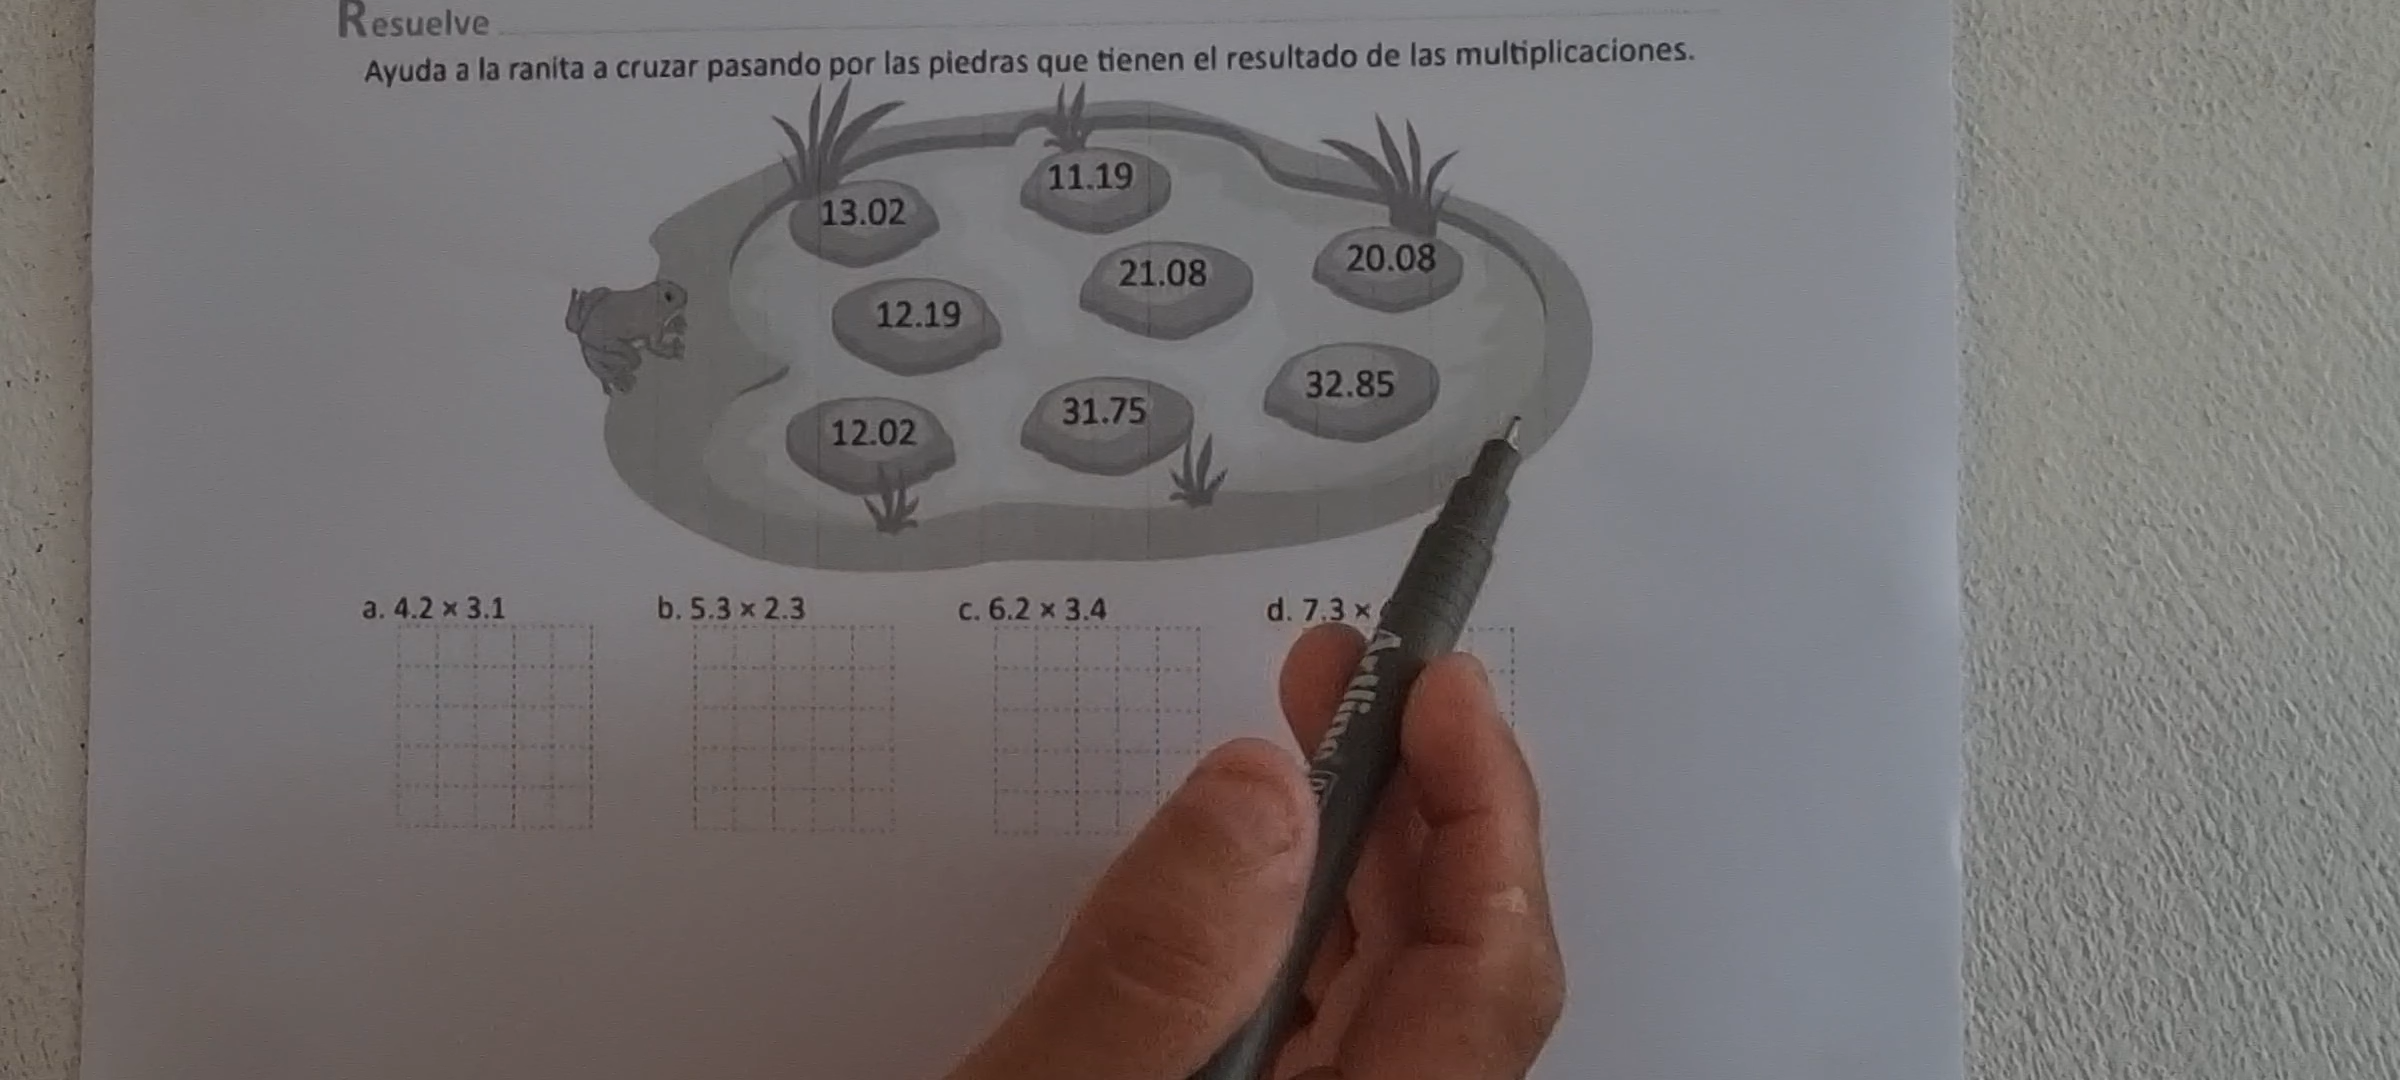 Resuelve
Ayuda a la ranita a cruzar pasando por las piedras que tienen el resultado de las multiplicaciones.
11.19
13.02
20.08
21.08
12.19
32.85
31.75
12.02
a. 4.2 × 3.1
b. 5.3 × 2.3
c. 6.2 × 3.4
d. 7.3 ×
Artline